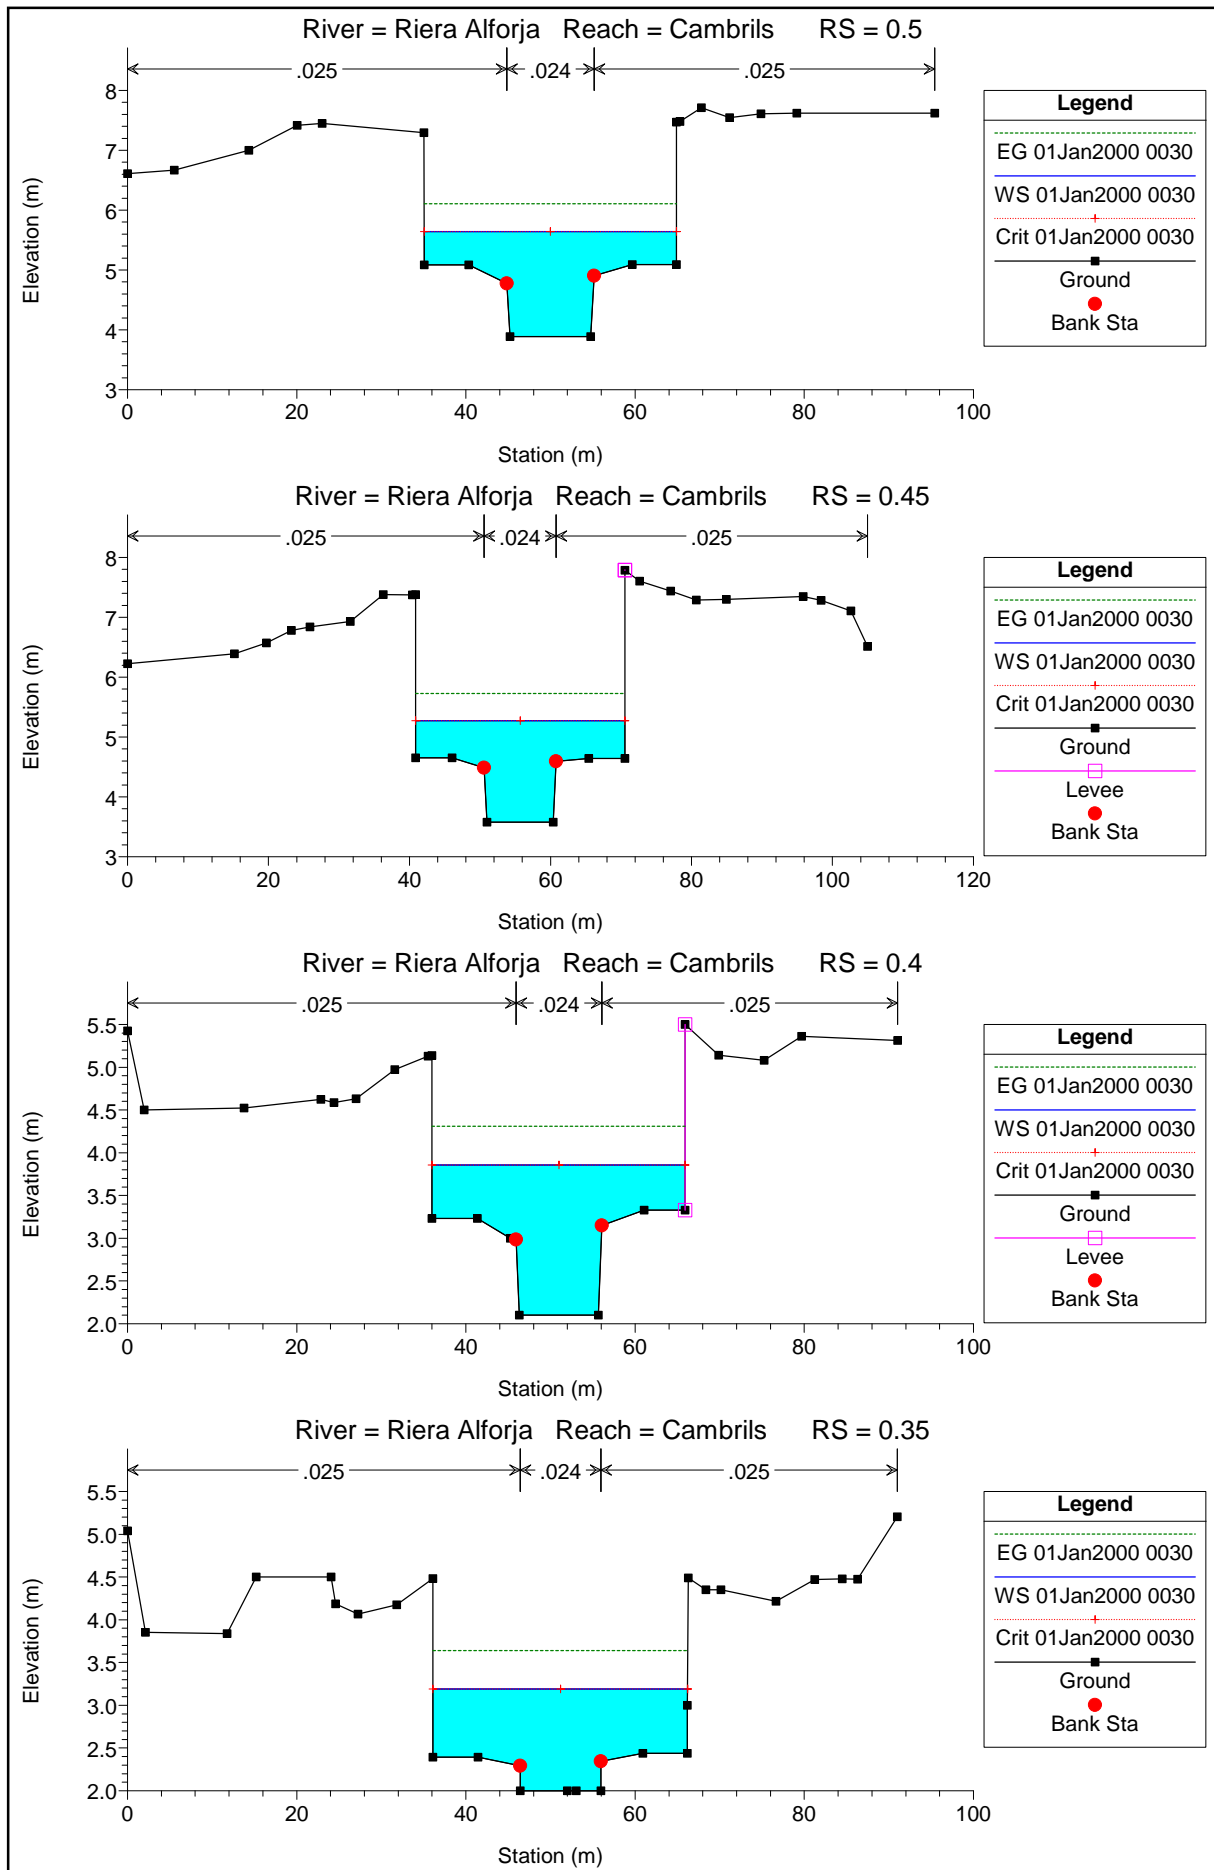 River = Riera Alforja Reach = Cambrils RS = 0.5
.025 .024 .025
8
7
6
5
4
3
Elevation (m)
0 20 40 60 80 100
Station (m)
Legend
EG 01Jan2000 0030
WS 01Jan2000 0030
Crit 01Jan2000 0030
Ground
Bank Sta
River = Riera Alforja Reach = Cambrils RS = 0.45
.025 .024 .025
8
7
6
5
4
3
Elevation (m)
0 20 40 60 80 100 120
Station (m)
Legend
EG 01Jan2000 0030
WS 01Jan2000 0030
Crit 01Jan2000 0030
Ground
Levee
Bank Sta
River = Riera Alforja Reach = Cambrils RS = 0.4
.025 .024 .025
5.5
5.0
4.5
4.0
3.5
3.0
2.5
2.0
Elevation (m)
0 20 40 60 80 100
Station (m)
Legend
EG 01Jan2000 0030
WS 01Jan2000 0030
Crit 01Jan2000 0030
Ground
Levee
Bank Sta
River = Riera Alforja Reach = Cambrils RS = 0.35
.025 .024 .025
5.5
5.0
4.5
4.0
3.5
3.0
2.5
2.0
Elevation (m)
0 20 40 60 80 100
Station (m)
Legend
EG 01Jan2000 0030
WS 01Jan2000 0030
Crit 01Jan2000 0030
Ground
Bank Sta